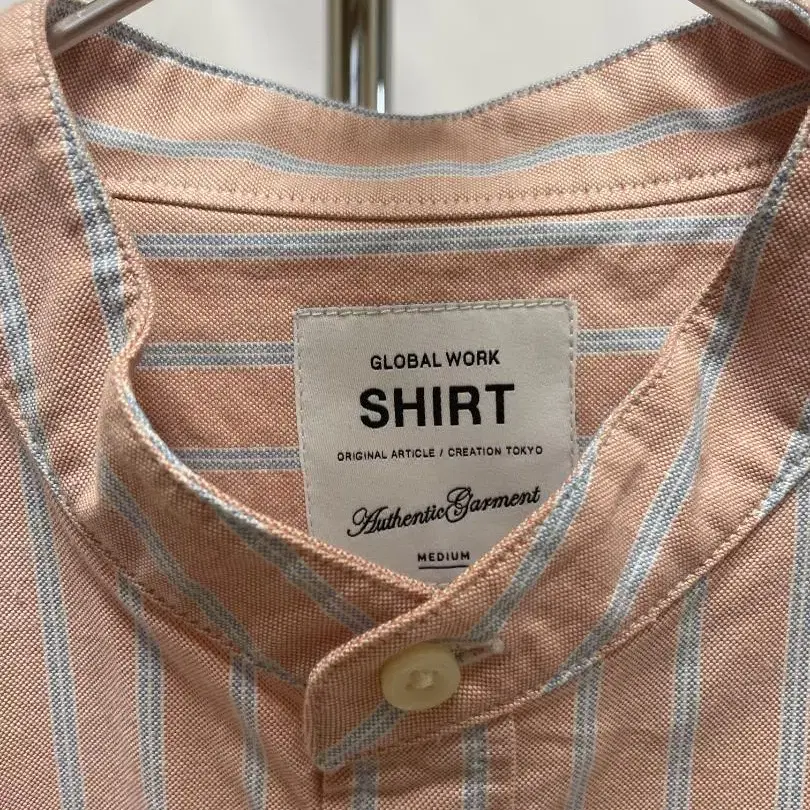 GLOBAL WORK
SHIRT
ORIGINAL ARTICLE / CREATION TOKYO
Authentic Garment
MEDIUM